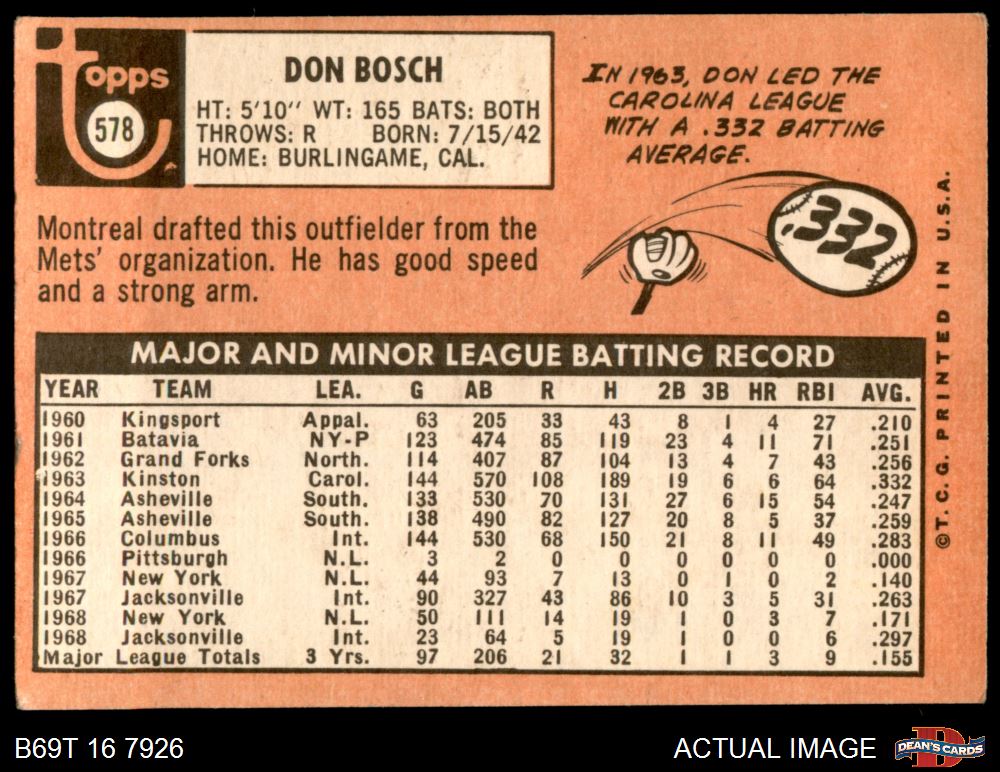 topps
578
DON BOSCH
HT: 5'10" WT: 165 BATS: BOTH
THROWS: R BORN: 7/15/42
HOME: BURLINGAME, CAL.
IN 1963, DON LED THE
CAROLINA LEAGUE
WITH A .332 BATTING
AVERAGE.
.332
Montreal drafted this outfielder from the
Mets' organization. He has good speed
and a strong arm.
MAJOR AND MINOR LEAGUE BATTING RECORD
YEAR TEAM LEA. G AB R H 2B 3B HR RBI AVG.
1960 Kingsport Appal. 63 205 33 43 8 1 4 27 .210
1961 Batavia NY-P 123 474 85 119 23 4 11 71 .251
1962 Grand Forks North. 114 407 87 104 13 4 7 43 .256
1963 Kinston Carol. 144 570 108 189 19 6 6 64 .332
1964 Asheville South. 133 530 70 131 27 6 15 54 .247
1965 Asheville South. 138 490 82 127 20 8 5 37 .259
1966 Columbus Int. 144 530 68 150 21 8 11 49 .283
1966 Pittsburgh N.L. 3 2 0 0 0 0 0 0 .000
1967 New York N.L. 44 93 7 13 0 1 0 2 .140
1967 Jacksonville Int. 90 327 43 86 10 3 5 31 .263
1968 New York N.L. 50 111 14 19 1 0 3 7 .171
1968 Jacksonville Int. 23 64 5 19 1 0 0 6 .297
Major League Totals 3 Yrs. 97 206 21 32 1 1 3 9 .155
©T.C.G. PRINTED IN U.S.A.
B69T 16 7926
ACTUAL IMAGE
DEAN'S CARDS